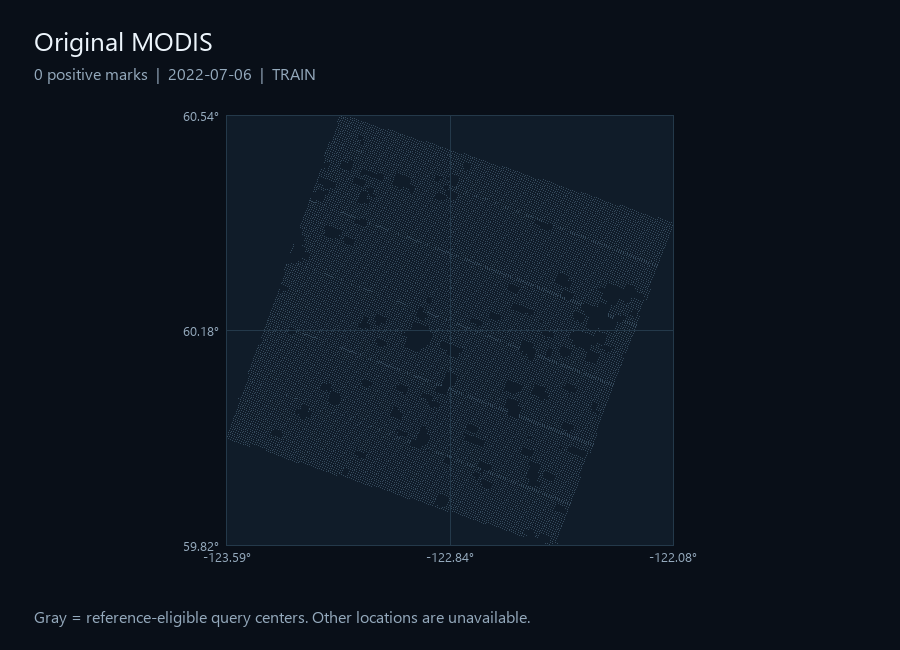 Original MODIS
0 positive marks | 2022-07-06 | TRAIN
60.54°
60.18°
59.82°
-123.59° -122.84° -122.08°
Gray = reference-eligible query centers. Other locations are unavailable.